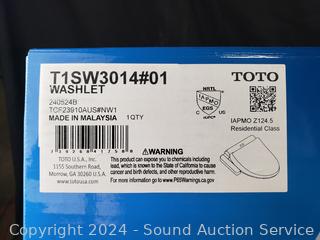 T1SW3014#01
WASHLET
240524B
TCF23910AUS#NW1
MADE IN MALAYSIA 1QTY
NRTL
IAPMO
EGS
cUPC
TOTO
IAPMO Z124.5
Residential Class
TOTO U.S.A., Inc.
1155 Southern Road,
Morrow, GA 30260 U.S.A.
www.totousa.com
WARNING
This product can expose you to
chemicals including lead, which is
known to the State of California to
cause cancer and birth defects,
or other reproductive harm.
For more information, go to
www.P65Warnings.ca.gov
Copyright © 2024 - Sound Auction Service